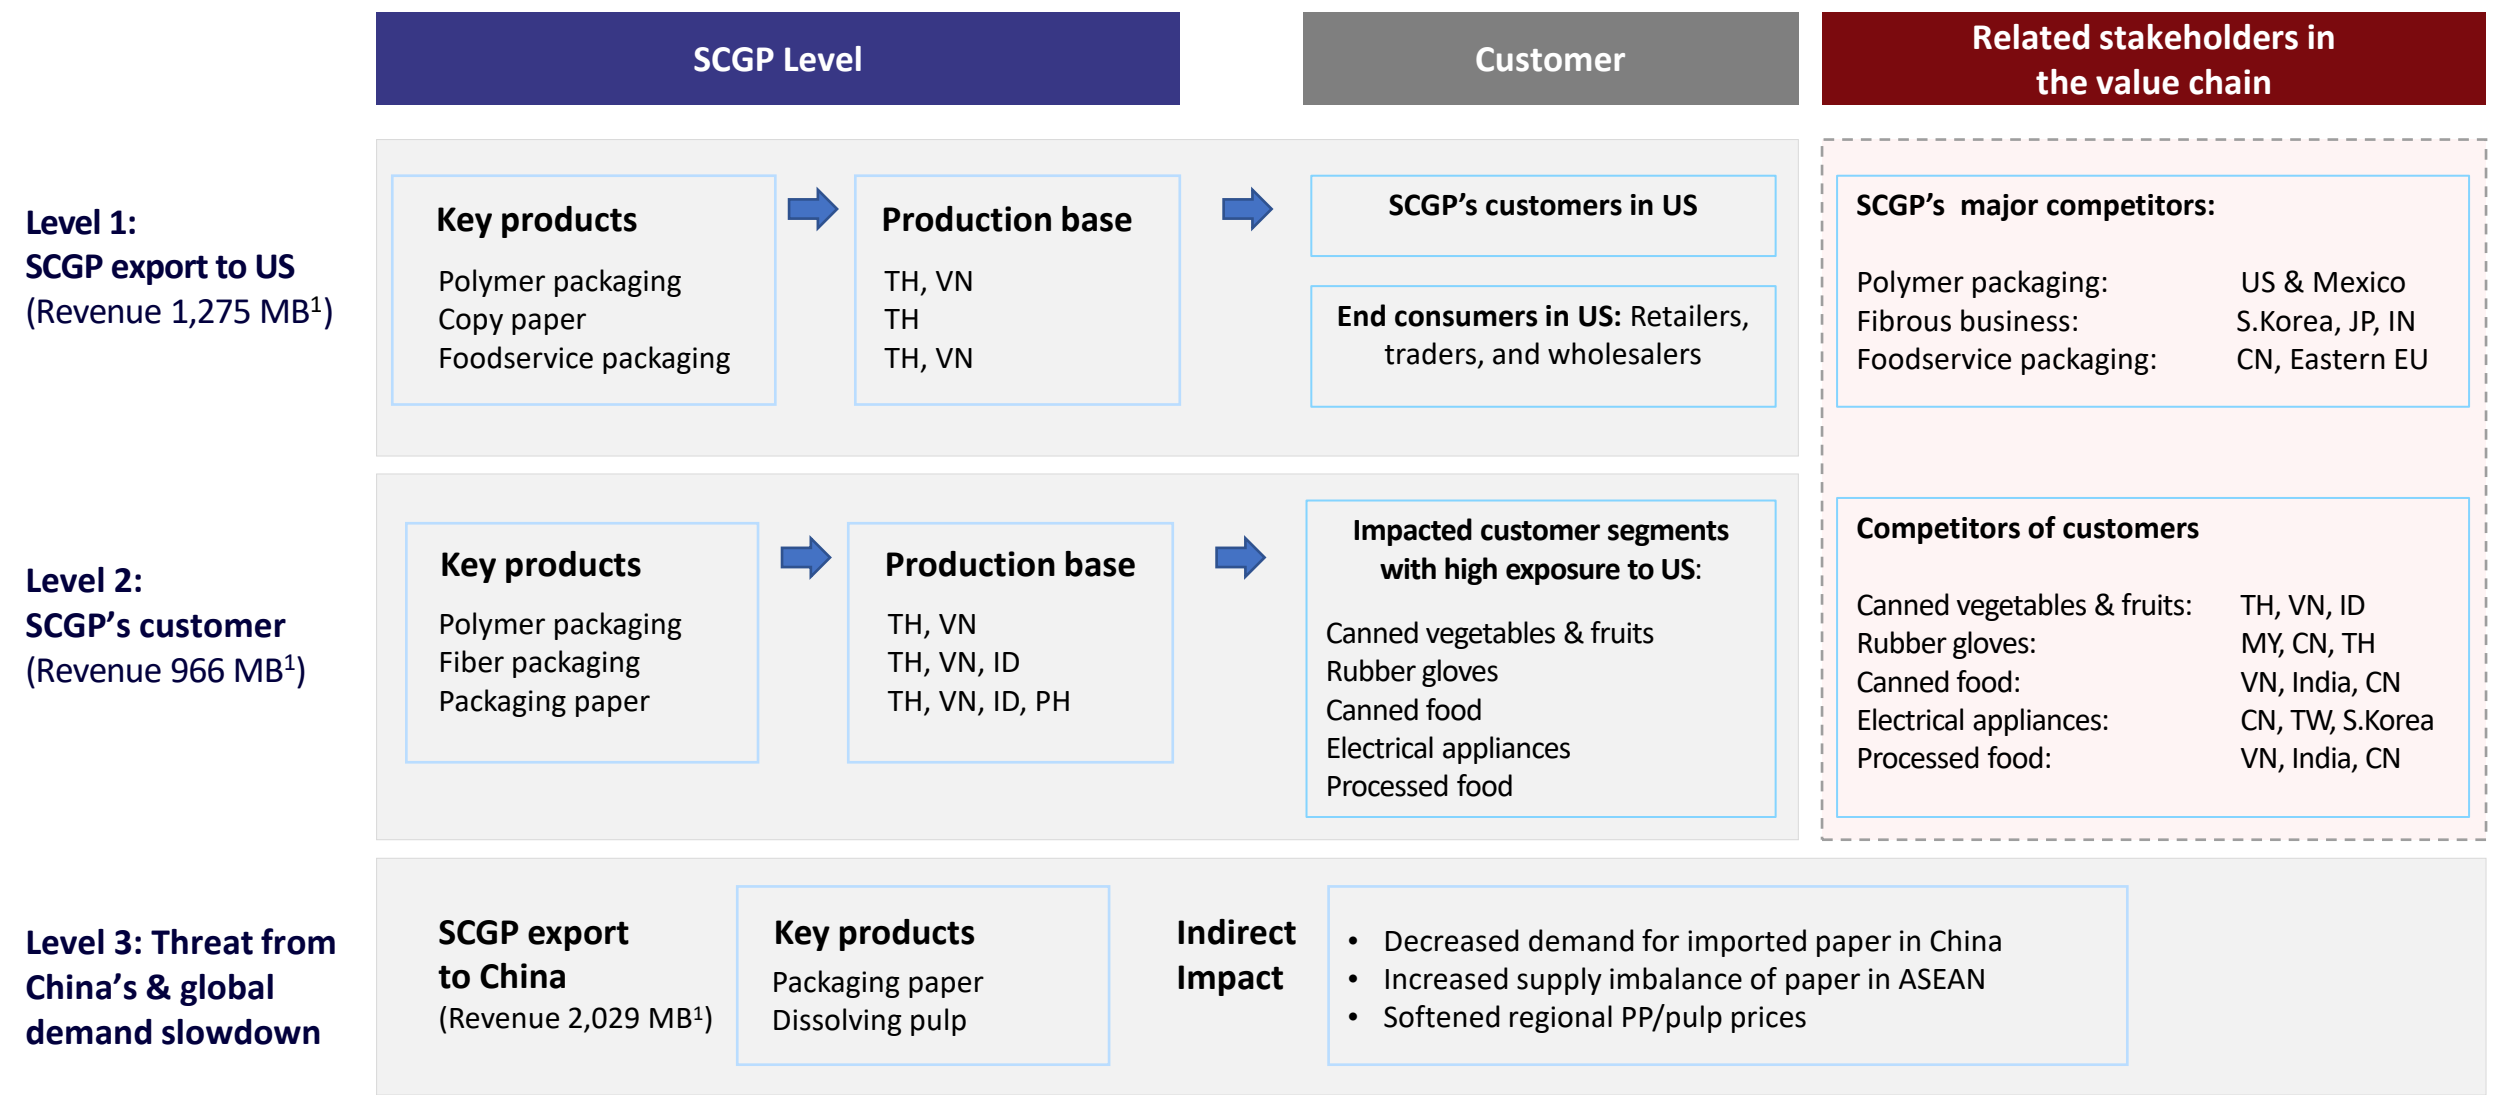 SCGP Level
Customer
Related stakeholders in
the value chain
Level 1:
SCGP export to US
(Revenue 1,275 MB¹)
Key products
Polymer packaging
Copy paper
Foodservice packaging
Production base
TH, VN
TH
TH, VN
SCGP’s customers in US
End consumers in US: Retailers,
traders, and wholesalers
SCGP’s major competitors:
Polymer packaging: US & Mexico
Fibrous business: S.Korea, JP, IN
Foodservice packaging: CN, Eastern EU
Level 2:
SCGP’s customer
(Revenue 966 MB¹)
Key products
Polymer packaging
Fiber packaging
Packaging paper
Production base
TH, VN
TH, VN, ID
TH, VN, ID, PH
Impacted customer segments
with high exposure to US:
Canned vegetables & fruits
Rubber gloves
Canned food
Electrical appliances
Processed food
Competitors of customers
Canned vegetables & fruits: TH, VN, ID
Rubber gloves: MY, CN, TH
Canned food: VN, India, CN
Electrical appliances: CN, TW, S.Korea
Processed food: VN, India, CN
Level 3: Threat from
China’s & global
demand slowdown
SCGP export
to China
(Revenue 2,029 MB¹)
Key products
Packaging paper
Dissolving pulp
Indirect
Impact
• Decreased demand for imported paper in China
• Increased supply imbalance of paper in ASEAN
• Softened regional PP/pulp prices